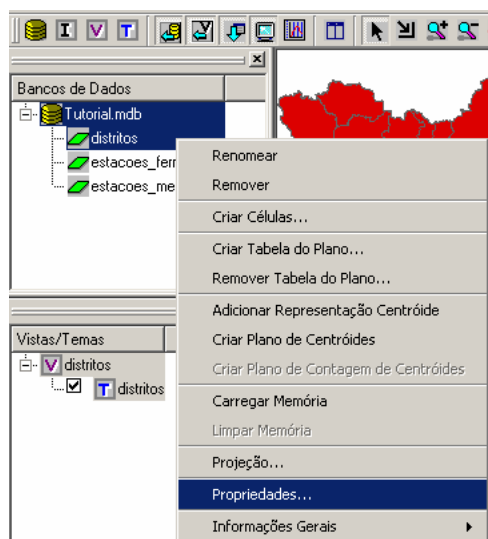 I V T
Bancos de Dados
Tutorial.mdb
distritos
estacoes_ferr
estacoes_me
Vistas/Temas
V distritos
T distritos
Renomear
Remover
Criar Células...
Criar Tabela do Plano...
Remover Tabela do Plano...
Adicionar Representação Centróide
Criar Plano de Centróides
Criar Plano de Contagem de Centróides
Carregar Memória
Limpar Memória
Projeção...
Propriedades...
Informações Gerais